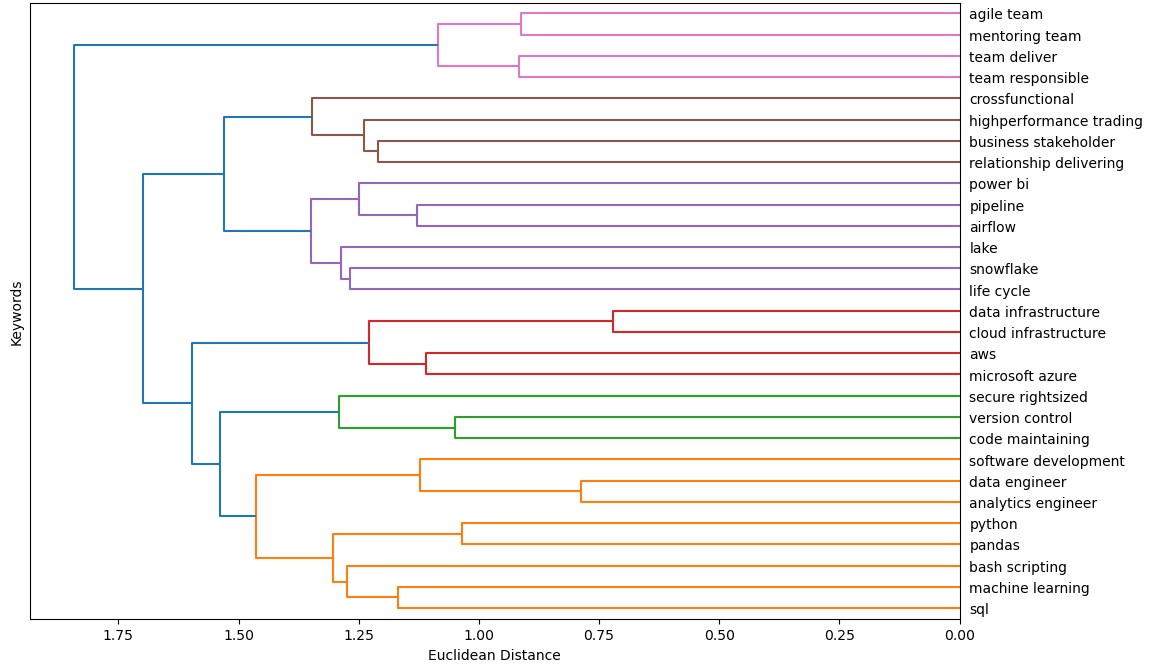 agile team
mentoring team
team deliver
team responsible
crossfunctional
highperformance trading
business stakeholder
relationship delivering
power bi
pipeline
airflow
lake
snowflake
life cycle
data infrastructure
cloud infrastructure
aws
microsoft azure
secure rightsized
version control
code maintaining
software development
data engineer
analytics engineer
python
pandas
bash scripting
machine learning
sql
Keywords
1.75 1.50 1.25 1.00 0.75 0.50 0.25 0.00
Euclidean Distance